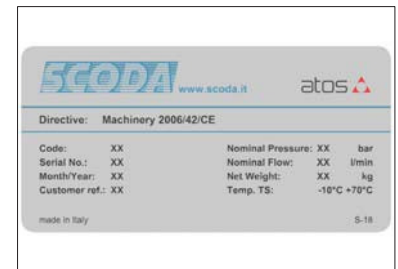 SCODA www.scoda.it atos
Directive: Machinery 2006/42/CE
Code: XX Nominal Pressure: XX bar
Serial No.: XX Nominal Flow: XX l/min
Month/Year: XX Net Weight: XX kg
Customer ref.: XX Temp. TS: -10°C +70°C
made in Italy S-18